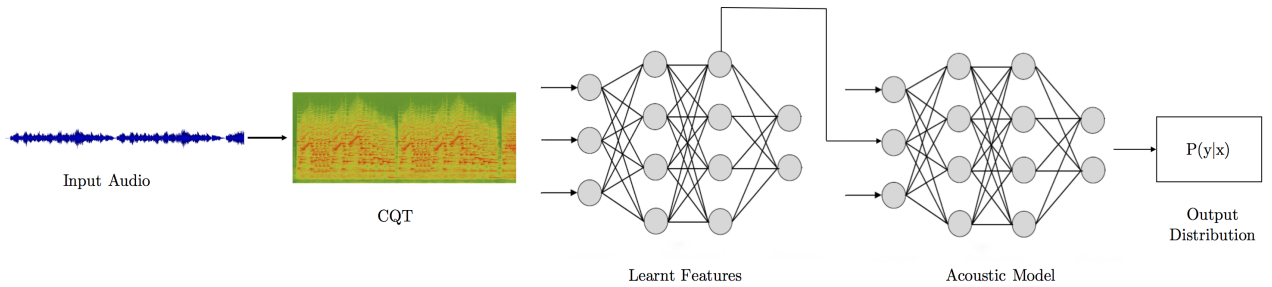 Input Audio
CQT
Learnt Features
Acoustic Model
P(y|x)
Output
Distribution